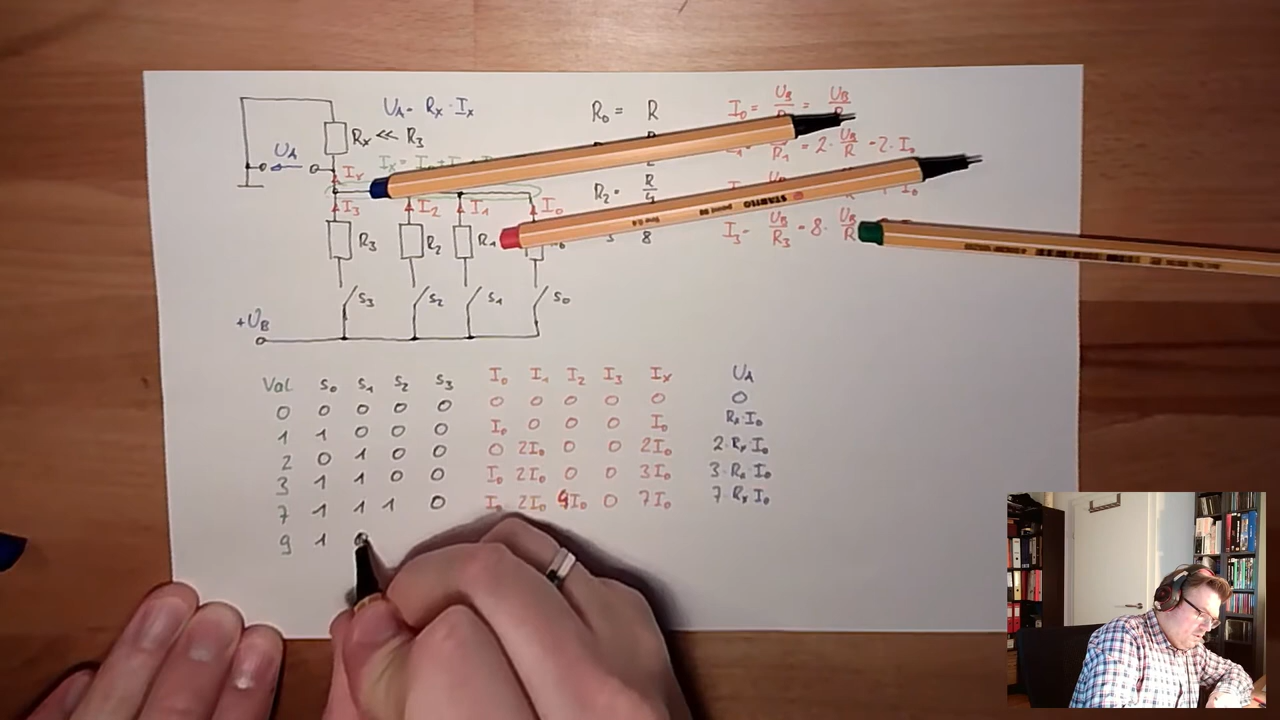 U_A = R_X · I_X
R_0 = R
I_0 = U_B = U_B
R
R_X << R_3
U_A
I_X
R_1 = 2 · U_B = 2 · I_0
R
R_2 = R
4
I_3
I_2
I_1
I_0
R_3
R_2
8
I_3 = U_B = 8 · U_B
R_3
R
STABILO
S_3
S_2
S_1
S_0
+U_B
Val S_0 S_1 S_2 S_3 I_0 I_1 I_2 I_3 I_X U_A
0 0 0 0 0 0 0 0 0 0 0
1 1 0 0 0 I_0 0 0 0 I_0 R_X·I_0
2 0 1 0 0 0 2I_0 0 0 2I_0 2·R_X I_0
3 1 1 0 0 I_0 2I_0 0 0 3I_0 3·R_X I_0
7 1 1 1 0 I_0 2I_0 4I_0 0 7I_0 7·R_X I_0
9 1